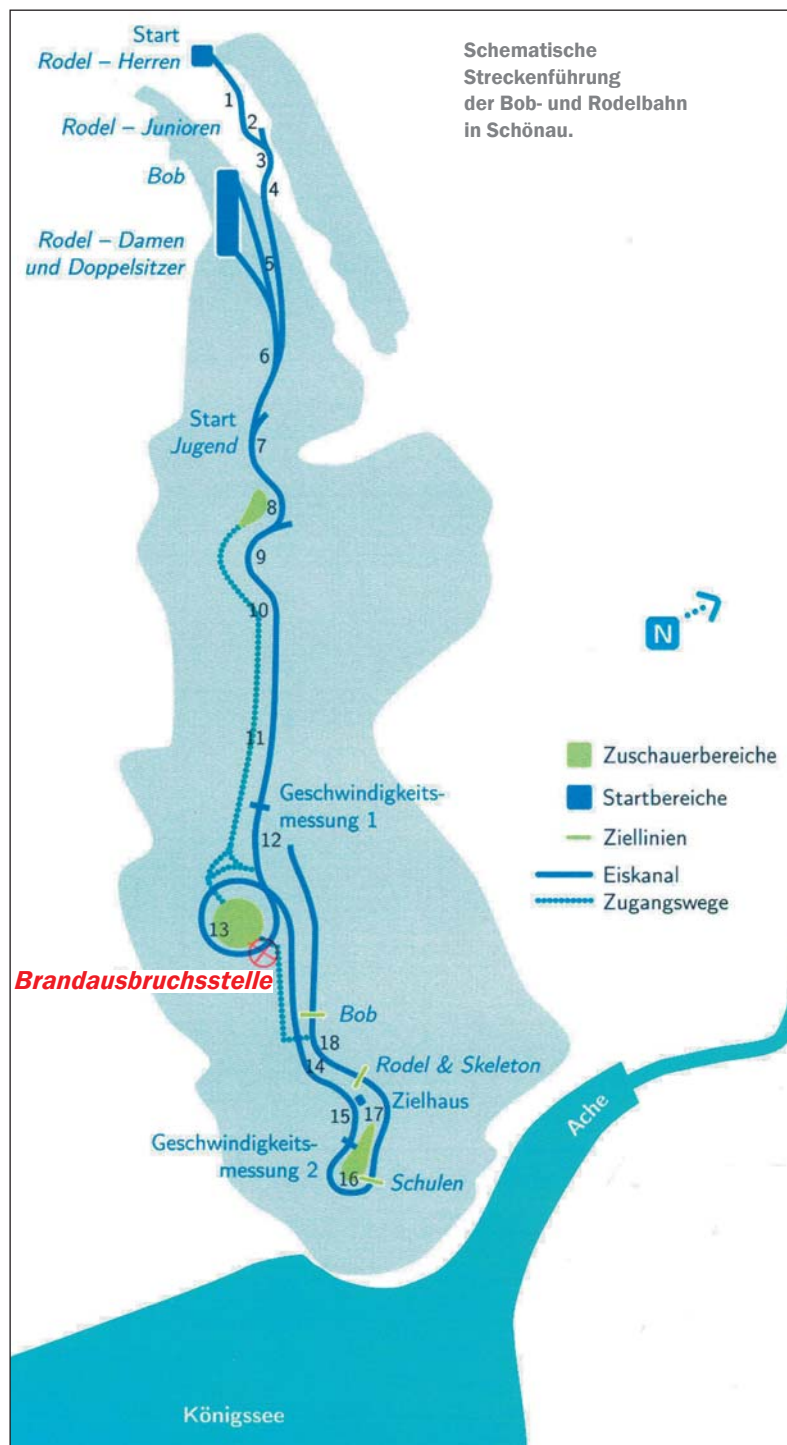 Schematische
Streckenführung
der Bob- und Rodelbahn
in Schönau.
Start
Rodel – Herren
1
2
Rodel – Junioren
3
Bob
4
Rodel – Damen
und Doppelsitzer
5
6
Start
Jugend
7
8
9
10
N
11
Zuschauerbereiche
Startbereiche
Ziellinien
Eiskanal
Zugangswege
Geschwindigkeits-
messung 1
12
13
Brandausbruchsstelle
Bob
18
14
Rodel & Skeleton
Zielhaus
15
17
Geschwindigkeits-
messung 2
16
Schulen
Ache
Königssee